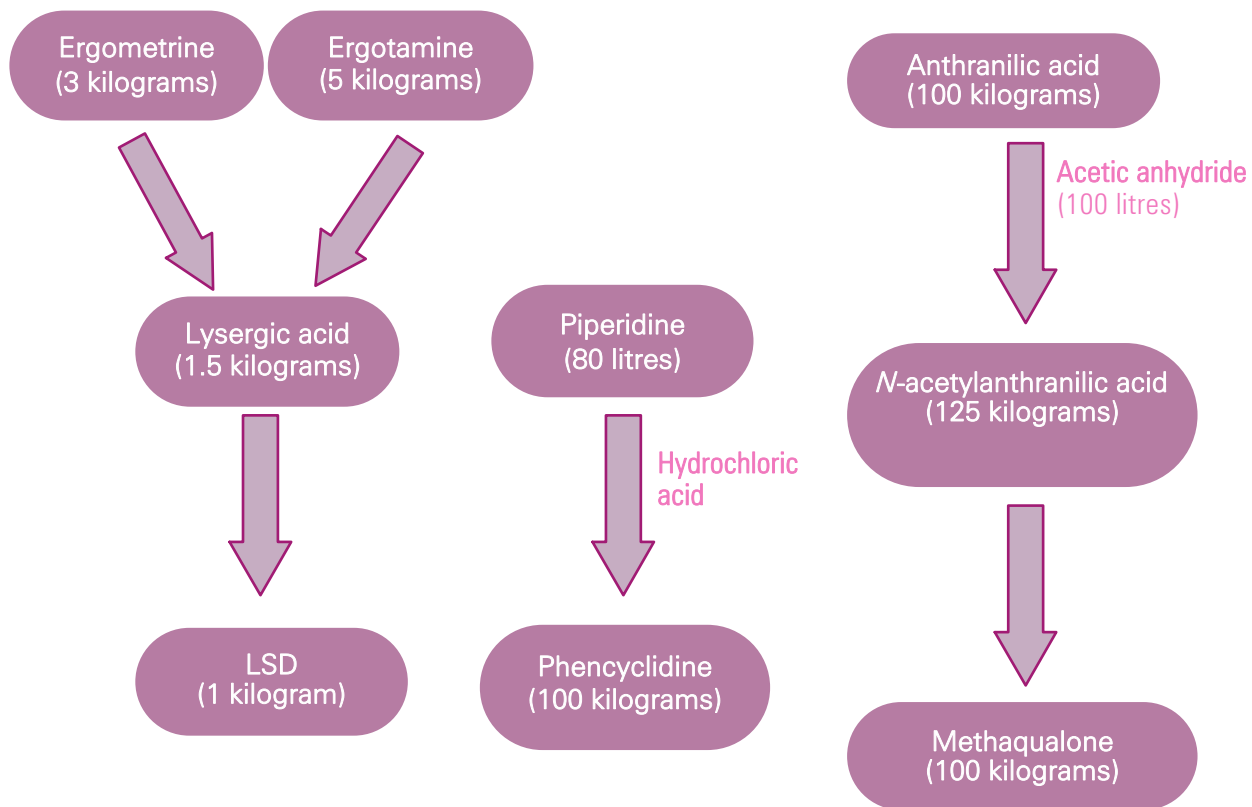 Ergometrine
(3 kilograms)
Ergotamine
(5 kilograms)
Lysergic acid
(1.5 kilograms)
LSD
(1 kilogram)
Piperidine
(80 litres)
Hydrochloric
acid
Phencyclidine
(100 kilograms)
Anthranilic acid
(100 kilograms)
Acetic anhydride
(100 litres)
N-acetylanthranilic acid
(125 kilograms)
Methaqualone
(100 kilograms)